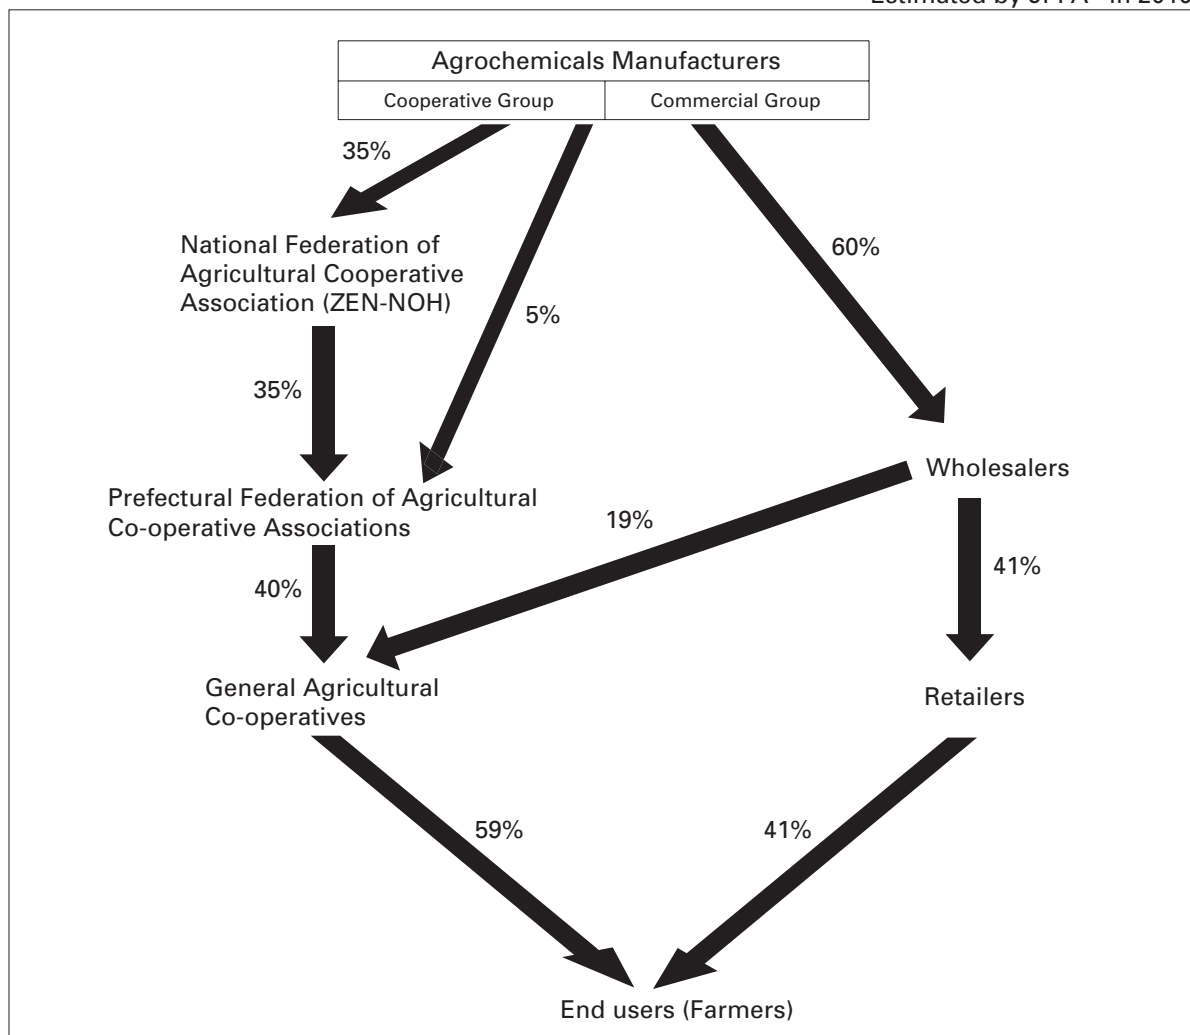 Agrochemicals Manufacturers
Cooperative Group
Commercial Group
35%
National Federation of
Agricultural Cooperative
Association (ZEN-NOH)
60%
5%
35%
Wholesalers
Prefectural Federation of Agricultural
Co-operative Associations
19%
41%
40%
General Agricultural
Co-operatives
Retailers
59%
41%
End users (Farmers)